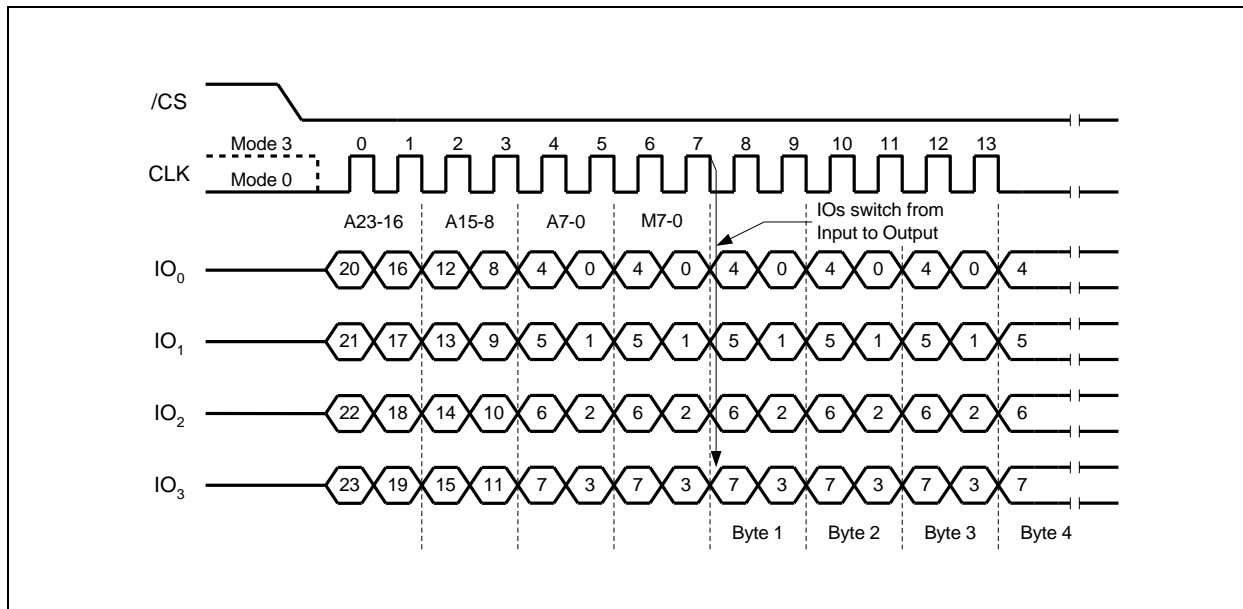 /CS
Mode 3 0 1 2 3 4 5 6 7 8 9 10 11 12 13
CLK
Mode 0
A23-16 A15-8 A7-0 M7-0 IOs switch from
Input to Output
IO0 20 16 12 8 4 0 4 0 4 0 4 0 4 0 4
IO1 21 17 13 9 5 1 5 1 5 1 5 1 5 1 5
IO2 22 18 14 10 6 2 6 2 6 2 6 2 6 2 6
IO3 23 19 15 11 7 3 7 3 7 3 7 3 7 3 7
Byte 1 Byte 2 Byte 3 Byte 4